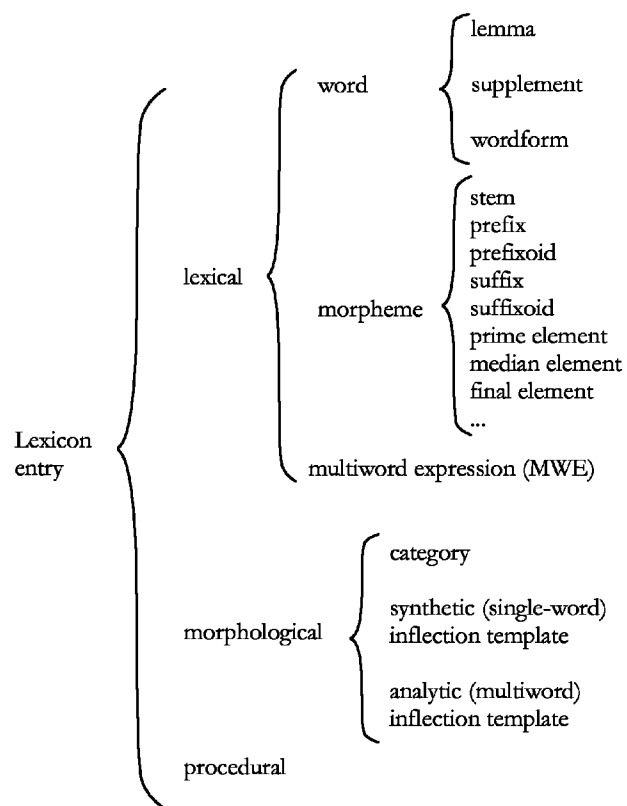 lemma
word
supplement
wordform
stem
prefix
prefixoid
lexical
suffix
suffixoid
morpheme
prime element
median element
final element
...
Lexicon
entry
multiword expression (MWE)
category
synthetic (single-word)
inflection template
morphological
analytic (multiword)
inflection template
procedural